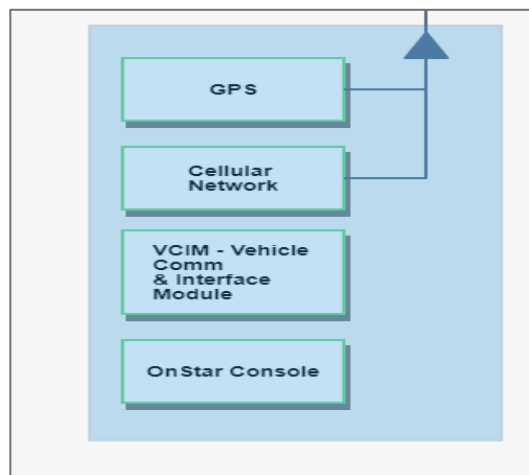 GPS
Cellular
Network
VCIM - Vehicle
Comm
& Interface
Module
OnStar Console